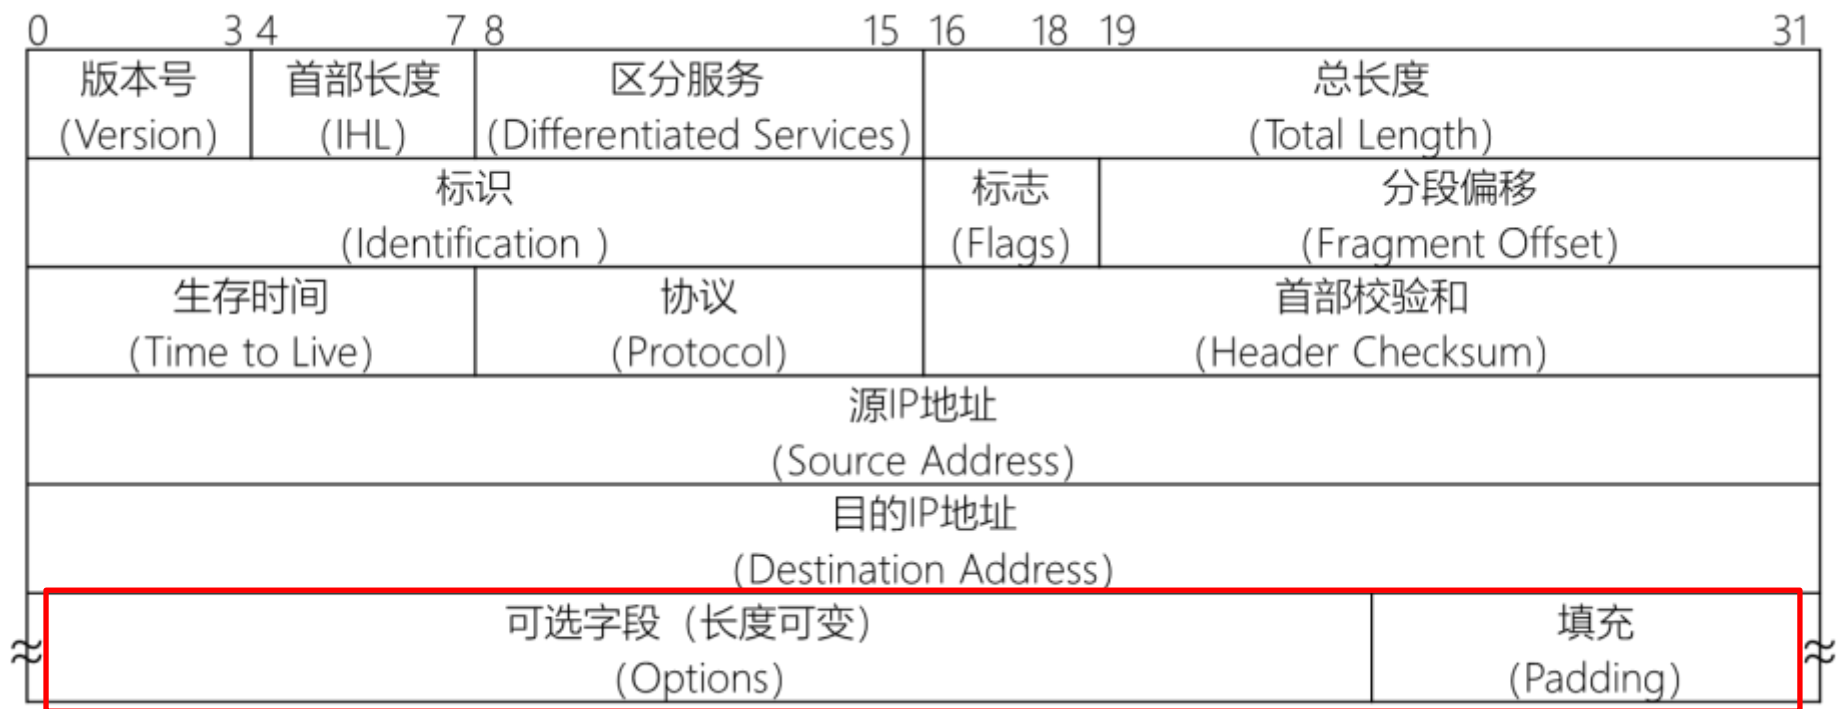 0 3 4 7 8 15 16 18 19 31
版本号 首部长度 区分服务 总长度
(Version) (IHL) (Differentiated Services) (Total Length)
标识 标志 分段偏移
(Identification ) (Flags) (Fragment Offset)
生存时间 协议 首部校验和
(Time to Live) (Protocol) (Header Checksum)
源IP地址
(Source Address)
目的IP地址
(Destination Address)
可选字段（长度可变） 填充
(Options) (Padding)